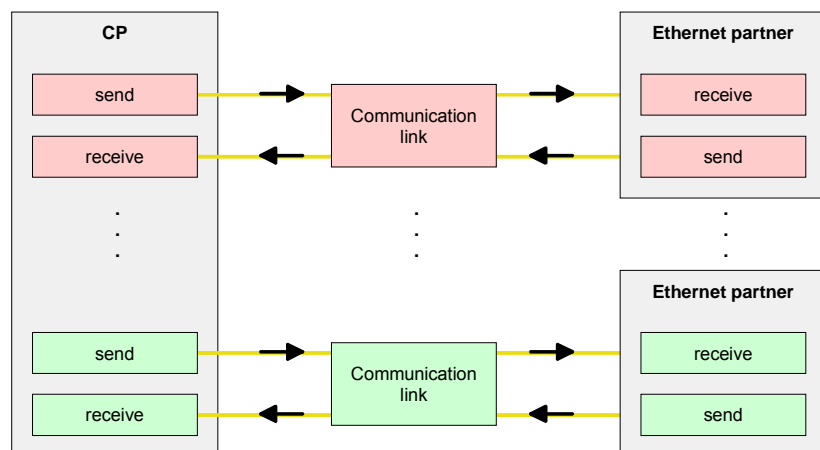 CP
Ethernet partner
send
receive
Communication
link
receive
send
.
.
.
.
.
.
.
.
.
Ethernet partner
send
receive
Communication
link
receive
send